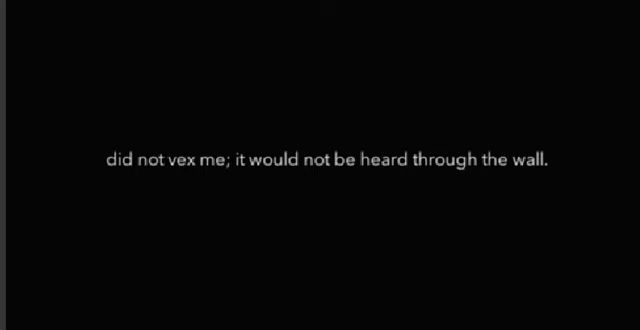 did not vex me; it would not be heard through the wall.